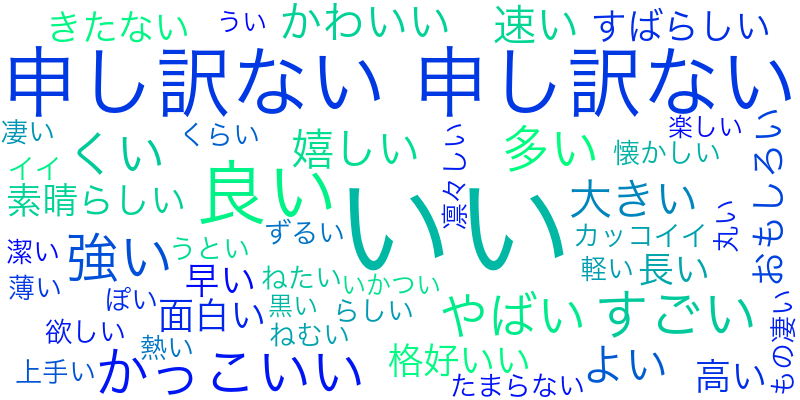 きたない うい かわいい 速い すばらしい
申し訳ない 申し訳ない
凄い くらい 楽しい
イイ くい 嬉しい 多い 懐かしい
素晴らしい 良い いい 凛々しい 大きい おもしろい
潔い 強い うとい ずるい カッコイイ 丸い
薄い 早い ねたい いかつい 軽い 長い
ぽい 面白い 黒い らしい やばい すごい
欲しい 熱い ねむい もの凄い
上手い かっこいい 格好いい よい 高い
たまらない